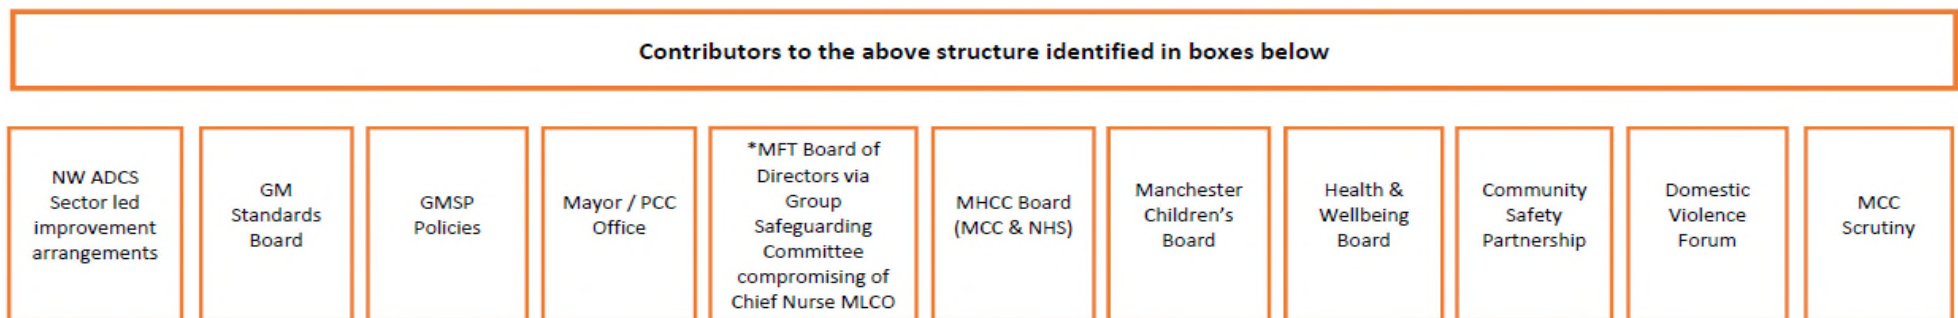 Contributors to the above structure identified in boxes below
NW ADCS
Sector led
improvement
arrangements
GM
Standards
Board
GMSP
Policies
Mayor / PCC
Office
*MFT Board of
Directors via
Group
Safeguarding
Committee
compromising of
Chief Nurse MLCO
MHCC Board
(MCC & NHS)
Manchester
Children’s
Board
Health &
Wellbeing
Board
Community
Safety
Partnership
Domestic
Violence
Forum
MCC
Scrutiny